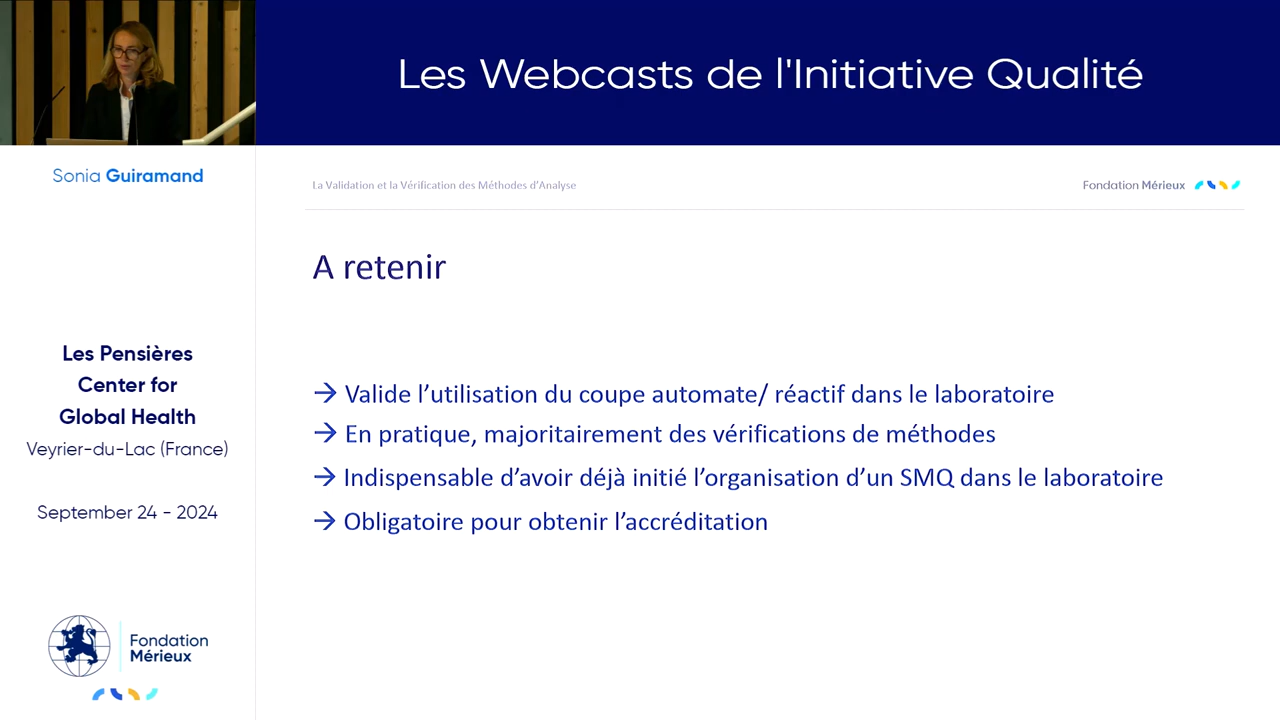 Les Webcasts de l'Initiative Qualité
Sonia Guiramand
Les Pensières
Center for
Global Health
Veyrier-du-Lac (France)
September 24 - 2024
Fondation
Mérieux
La Validation et la Vérification des Méthodes d’Analyse
Fondation Mérieux
A retenir
→ Valide l’utilisation du coupe automate/ réactif dans le laboratoire
→ En pratique, majoritairement des vérifications de méthodes
→ Indispensable d’avoir déjà initié l’organisation d’un SMQ dans le laboratoire
→ Obligatoire pour obtenir l’accréditation